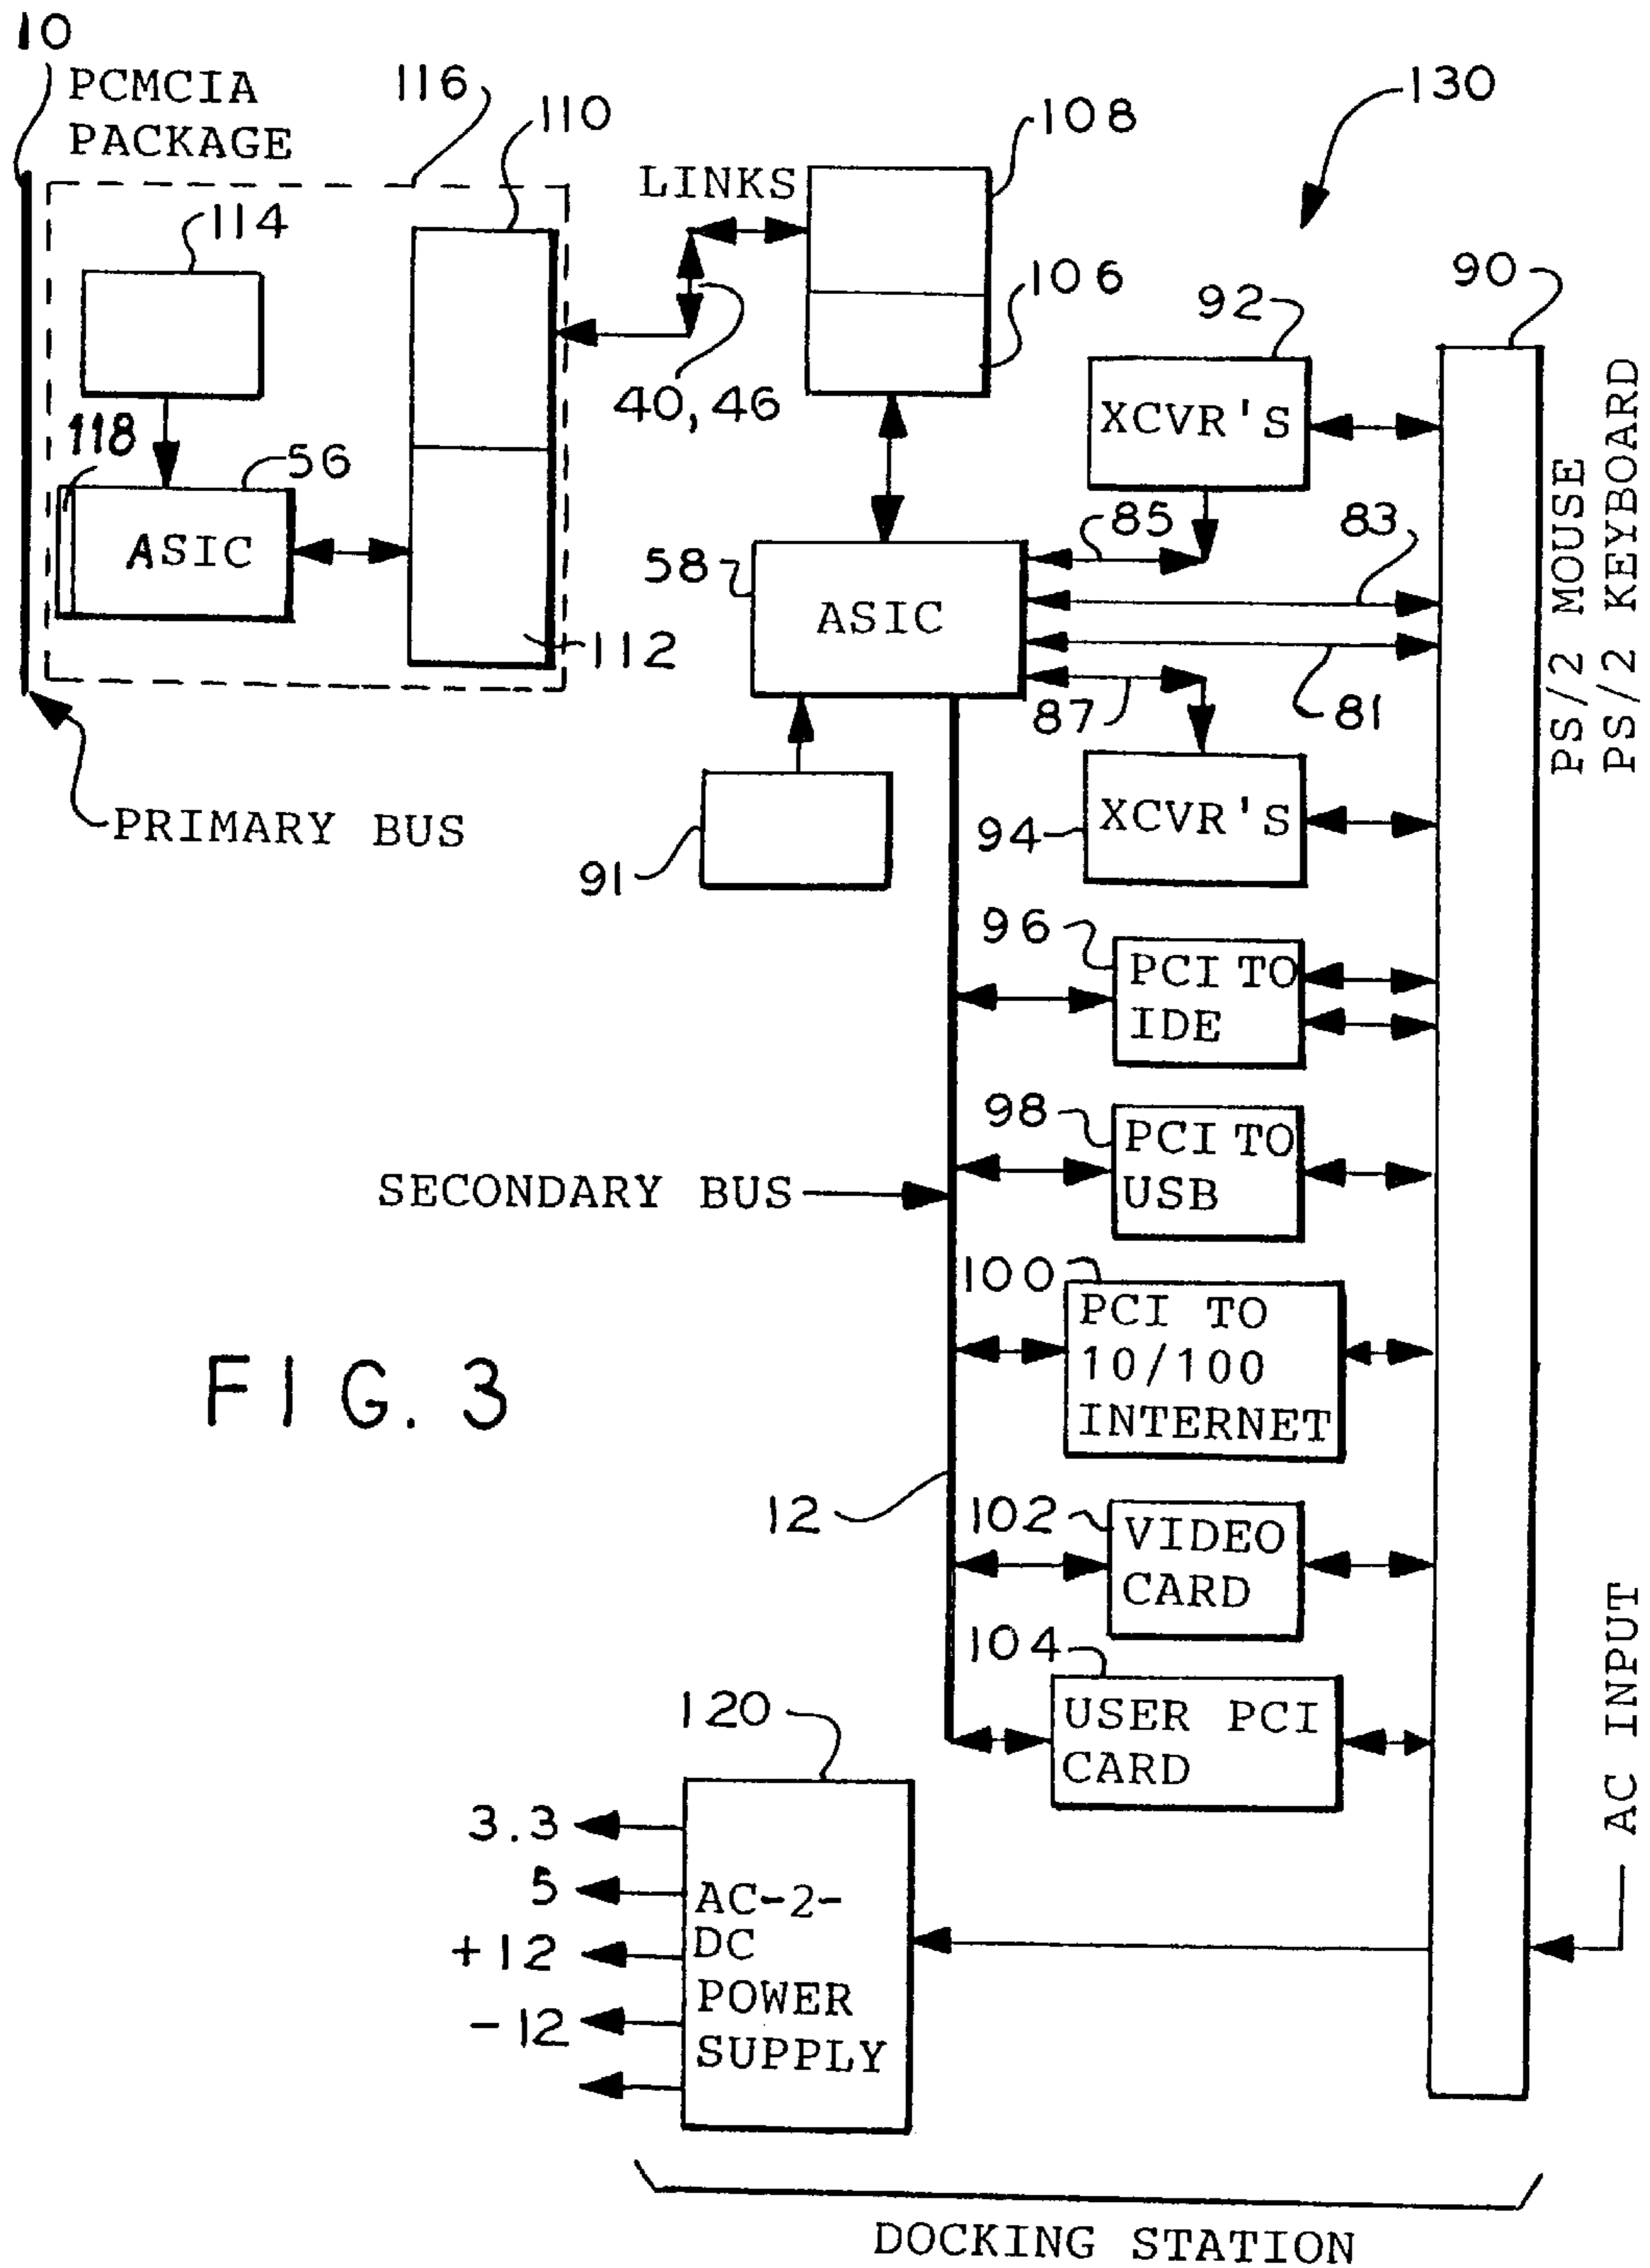 10
PCMCIA
PACKAGE
116
110
108
130
LINKS
114
106
90
92
40,46
XCVR'S
118
56
ASIC
85
83
58
ASIC
112
87
81
PS/2 MOUSE
PS/2 KEYBOARD
PRIMARY BUS
91
94
XCVR'S
96
PCI TO
IDE
98
PCI TO
USB
SECONDARY BUS
100
PCI TO
10/100
INTERNET
FIG. 3
12
102
VIDEO
CARD
104
USER PCI
CARD
AC INPUT
120
3.3
5
+12
-12
AC-2-
DC
POWER
SUPPLY
DOCKING STATION